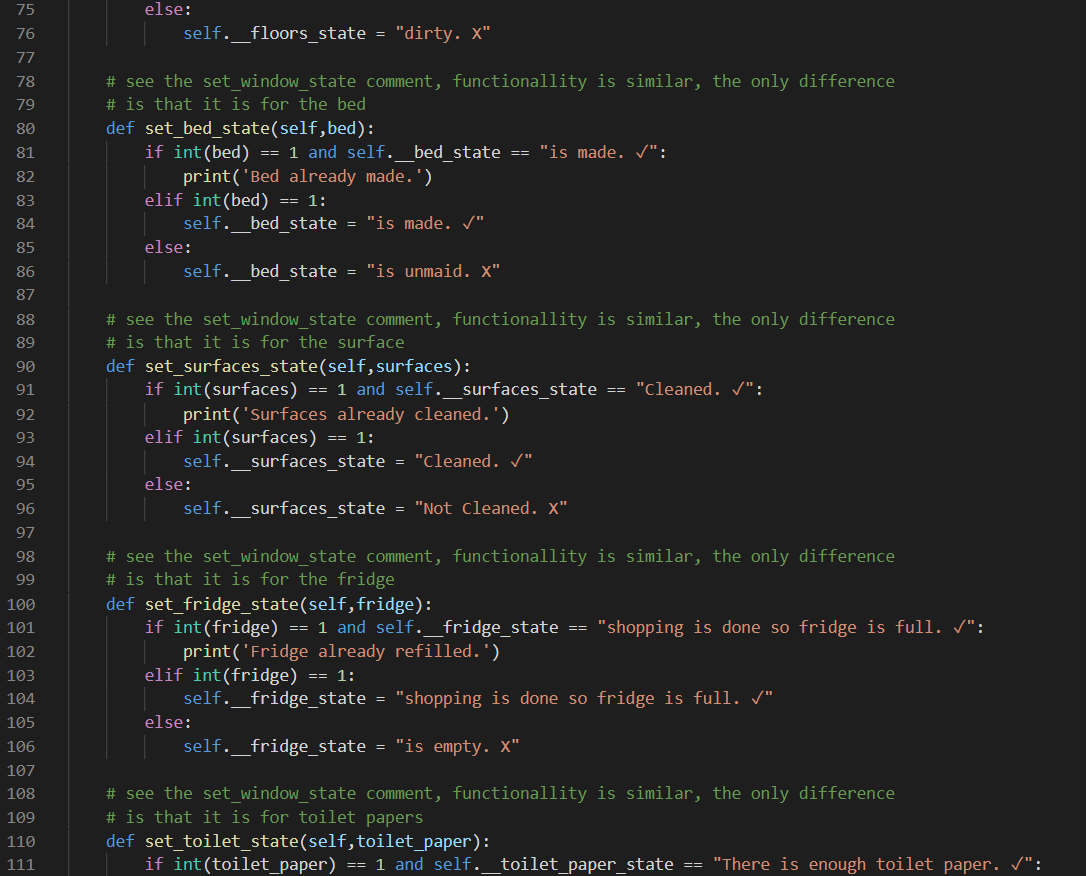 75 else:
76 self.__floors_state = "dirty. X"
77
78 # see the set_window_state comment, functionallity is similar, the only difference
79 # is that it is for the bed
80 def set_bed_state(self,bed):
81 if int(bed) == 1 and self.__bed_state == "is made. ✓":
82 print('Bed already made.')
83 elif int(bed) == 1:
84 self.__bed_state = "is made. ✓"
85 else:
86 self.__bed_state = "is unmaid. X"
87
88 # see the set_window_state comment, functionallity is similar, the only difference
89 # is that it is for the surface
90 def set_surfaces_state(self,surfaces):
91 if int(surfaces) == 1 and self.__surfaces_state == "Cleaned. ✓":
92 print('Surfaces already cleaned.')
93 elif int(surfaces) == 1:
94 self.__surfaces_state = "Cleaned. ✓"
95 else:
96 self.__surfaces_state = "Not Cleaned. X"
97
98 # see the set_window_state comment, functionallity is similar, the only difference
99 # is that it is for the fridge
100 def set_fridge_state(self,fridge):
101 if int(fridge) == 1 and self.__fridge_state == "shopping is done so fridge is full. ✓":
102 print('Fridge already refilled.')
103 elif int(fridge) == 1:
104 self.__fridge_state = "shopping is done so fridge is full. ✓"
105 else:
106 self.__fridge_state = "is empty. X"
107
108 # see the set_window_state comment, functionallity is similar, the only difference
109 # is that it is for toilet papers
110 def set_toilet_state(self,toilet_paper):
111 if int(toilet_paper) == 1 and self.__toilet_paper_state == "There is enough toilet paper. ✓":